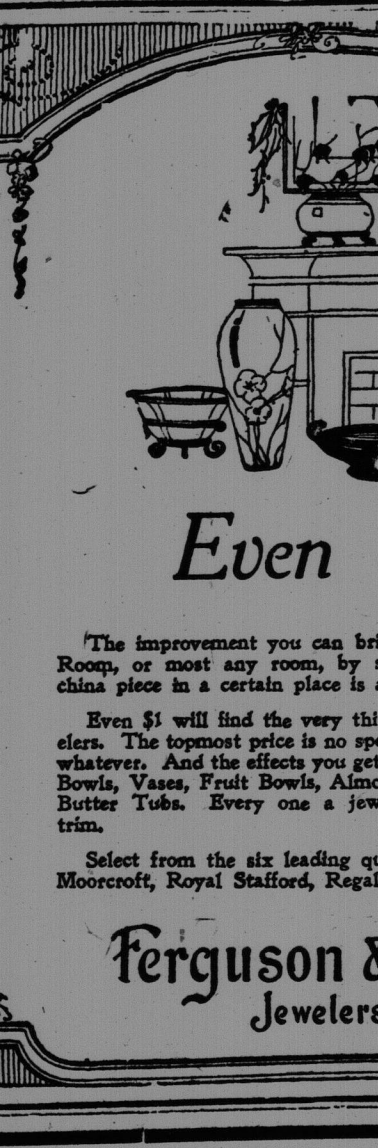 Even
The improvement you can bri
Room, or most any room, by
china piece in a certain place is
Even $1 will find the very thi
elers. The topmost price is no spe
whatever. And the effects you get
Bowls, Vases, Fruit Bowls, Almo
Butter Tubs. Every one a jew
trim.
Select from the six leading qu
Moorcroft, Royal Stafford, Regal
Ferguson &
Jewelers